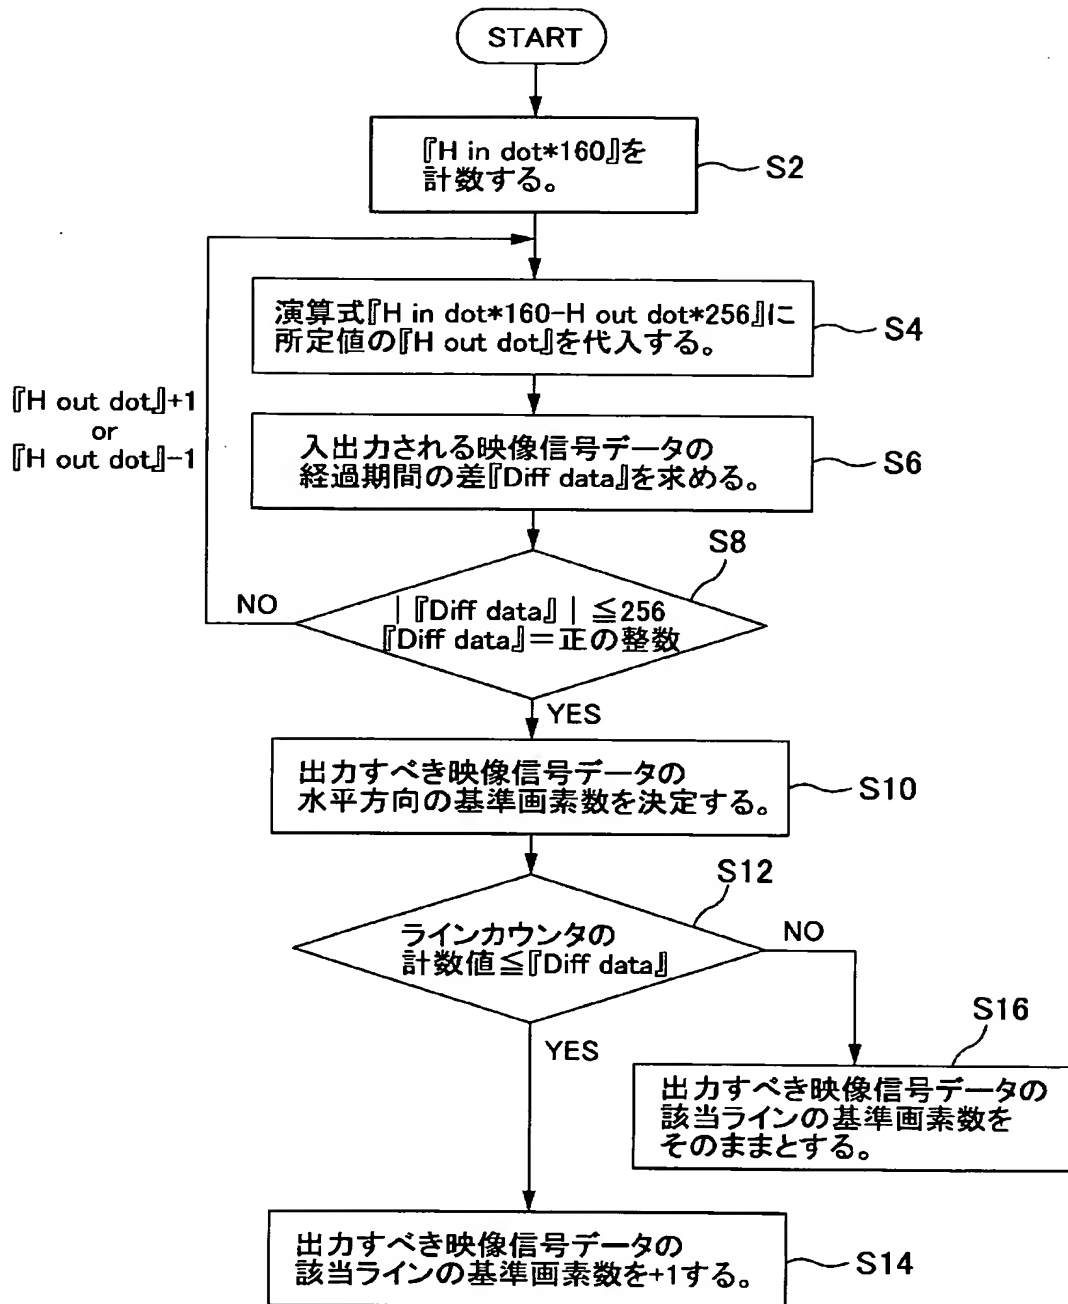 START
『H in dot*160』を
計数する。
S2
演算式『H in dot*160-H out dot*256』に
所定値の『H out dot』を代入する。
S4
『H out dot』+1
or
『H out dot』-1
入出力される映像信号データの
経過期間の差『Diff data』を求める。
S6
S8
NO
|『Diff data』| ≦256
『Diff data』=正の整数
YES
出力すべき映像信号データの
水平方向の基準画素数を決定する。
S10
S12
ラインカウンタの
計数値≦『Diff data』
NO
YES
S16
出力すべき映像信号データの
該当ラインの基準画素数を
そのままとする。
出力すべき映像信号データの
該当ラインの基準画素数を+1する。
S14